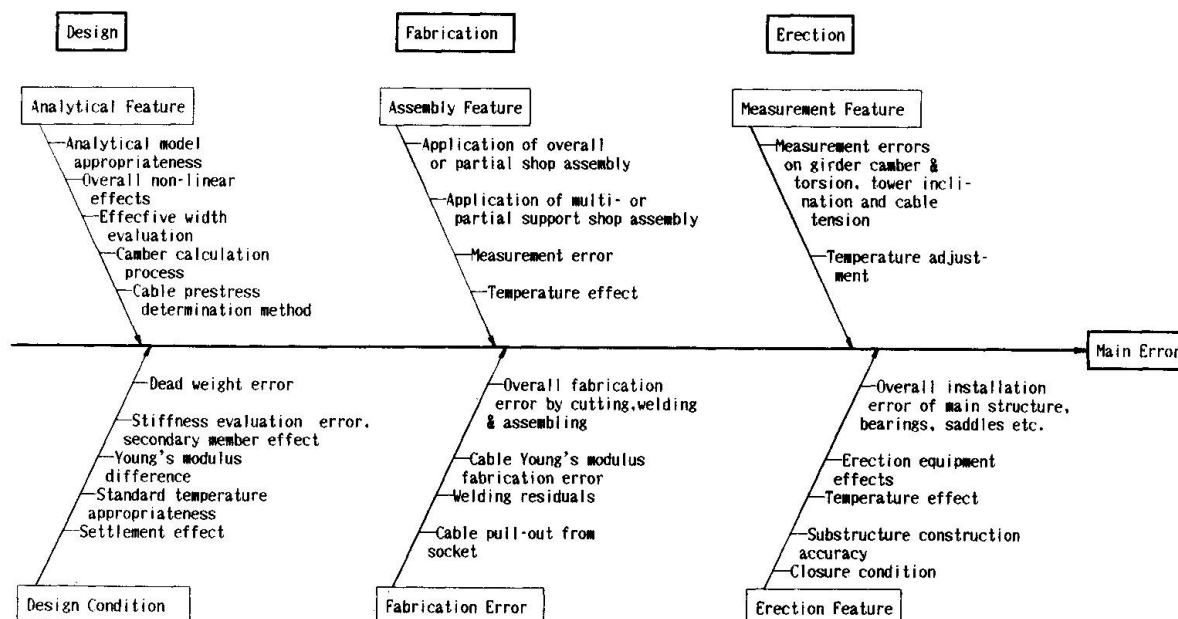 Design
Fabrication
Erection
Analytical Feature
Analytical model
appropriateness
Overall non-linear
effects
Effecfive width
evaluation
Camber calculation
process
Cable prestress
determination method
Assembly Feature
Application of overall
or partial shop assembly
Application of multi- or
partial support shop assembly
Measurement error
Temperature effect
Measurement Feature
Measurement errors
on girder camber &
torsion, tower incli-
nation and cable
tension
Temperature adjust-
ment
Main Error
Dead weight error
Stiffness evaluation error,
secondary member effect
Young's modulus
difference
Standard temperature
appropriateness
Settlement effect
Design Condition
Overall fabrication
error by cutting,welding
& assembling
Cable Young's modulus
fabrication error
Welding residuals
Cable pull-out from
socket
Fabrication Error
Overall installation
error of main structure,
bearings, saddles etc.
Erection equipment
effects
Temperature effect
Substructure construction
accuracy
Closure condition
Erection Feature